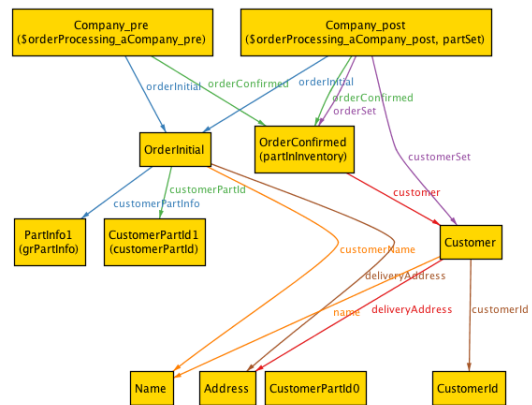 Company_pre
($orderProcessing_aCompany_pre)
Company_post
($orderProcessing_aCompany_post, partSet)
orderInitial
orderConfirmed
orderInitial
orderConfirmed
orderSet
OrderInitial
OrderConfirmed
(partInInventory)
customerSet
customerPartId
customer
customerPartInfo
PartInfo1
(grPartInfo)
CustomerPartId1
(customerPartId)
Customer
customerName
deliveryAddress
name
deliveryAddress
customerId
Name
Address
CustomerPartId0
CustomerId